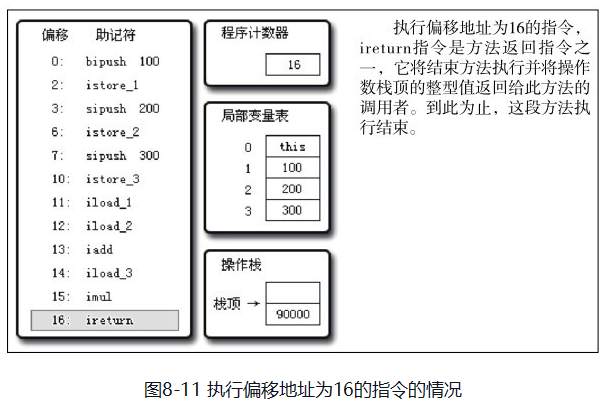 偏移 助记符
0: bipush 100
2: istore_1
3: sipush 200
6: istore_2
7: sipush 300
10: istore_3
11: iload_1
12: iload_2
13: iadd
14: iload_3
15: imul
16: ireturn
程序计数器
16
局部变量表
0 this
1 100
2 200
3 300
操作栈
栈顶 →
90000
执行偏移地址为16的指令,
ireturn指令是方法返回指令之
一，它将结束方法执行并将操作
数栈顶的整型值返回给此方法的
调用者。到此为止，这段方法执
行结束。
图8-11 执行偏移地址为16的指令的情况